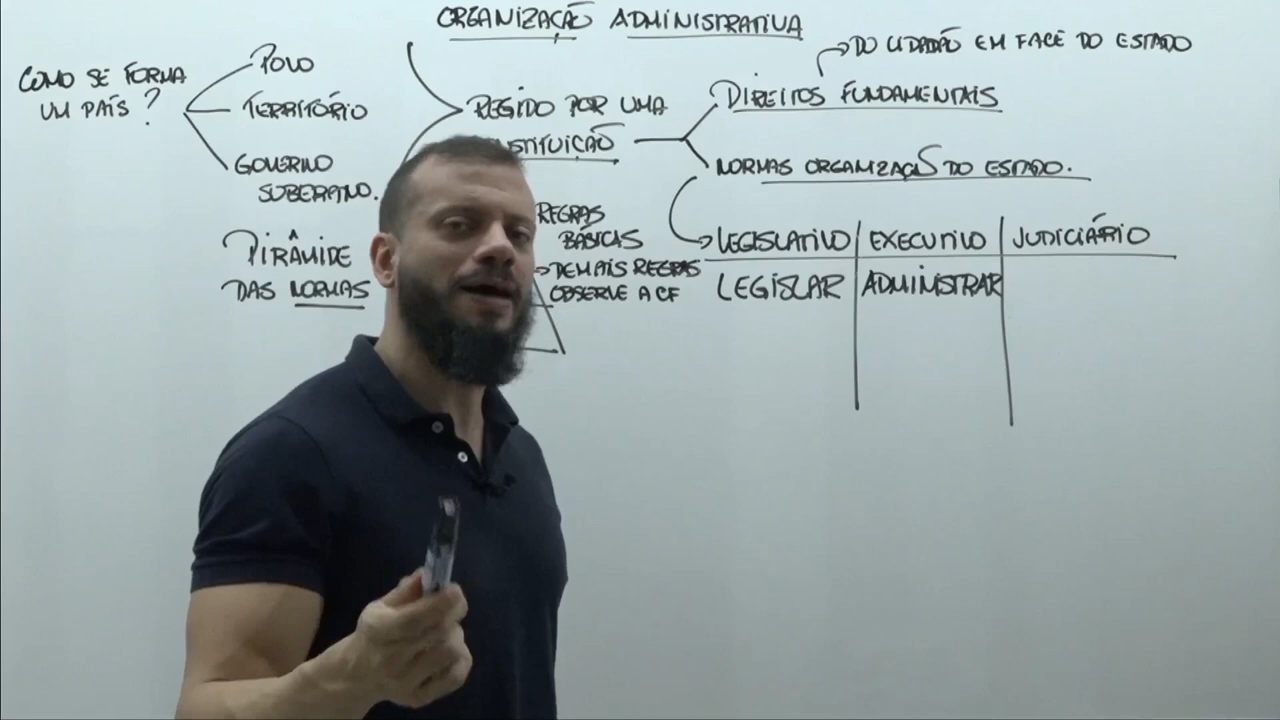 ORGANIZAÇÃO ADMINISTRATIVA
COMO SE FORMA
UM PAÍS?
POVO
TERRITÓRIO
GOVERNO
SOBERANO.
REGIDO POR UMA
STITUIÇÃO
DIREITOS FUNDAMENTAIS
DO CIDADÃO EM FACE DO ESTADO
NORMAS ORGANIZAÇÃO DO ESTADO.
PIRÂMIDE
DAS NORMAS
REGRAS
BÁSICAS
DEMAIS REGRAS
OBSERVE A CF
LEGISLATIVO EXECUTIVO JUDICIÁRIO
LEGISLAR ADMINISTRAR